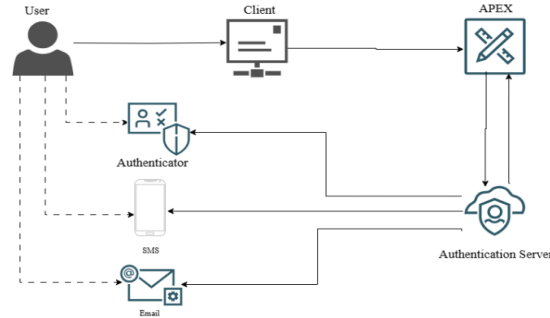 User
Client
APEX
Authenticator
SMS
Authentication Server
Email